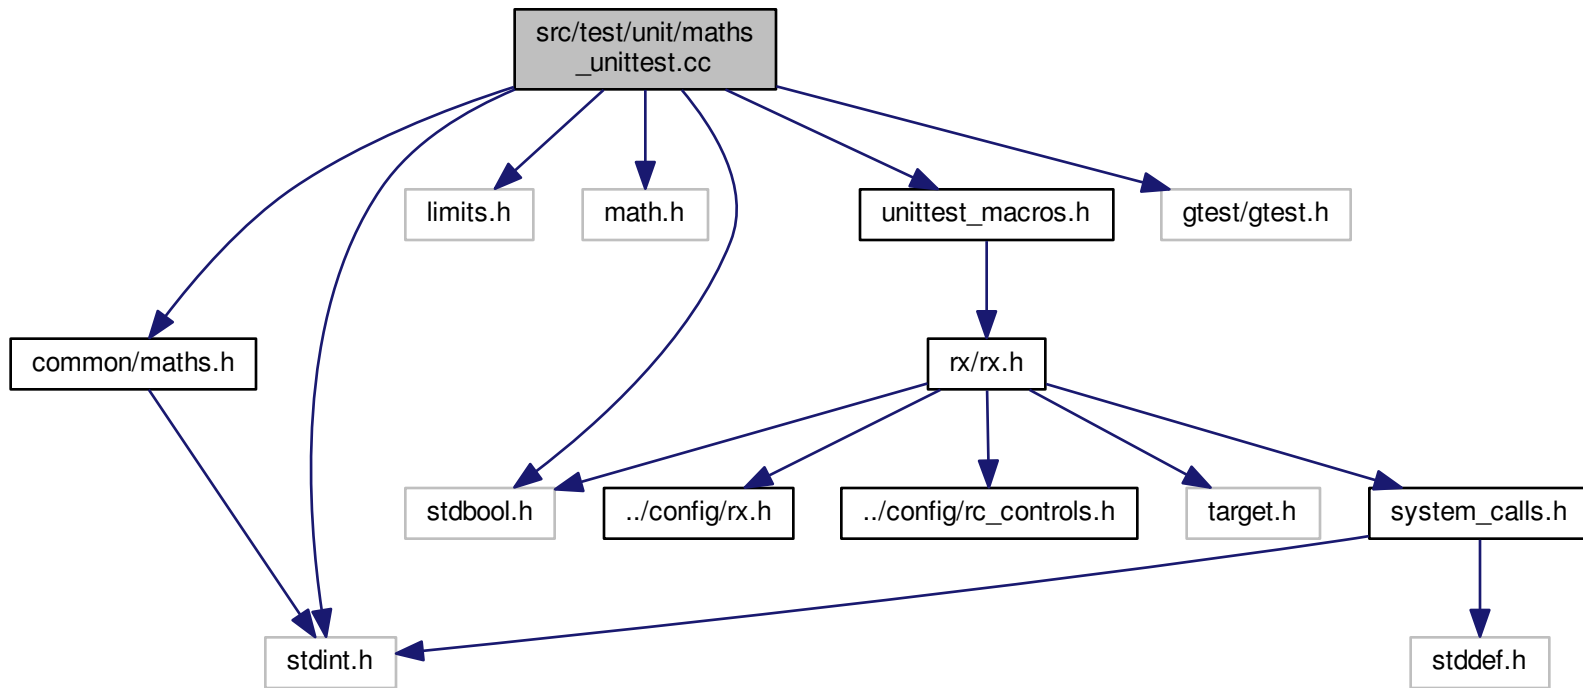 src/test/unit/maths
_unittest.cc
limits.h
math.h
unittest_macros.h
gtest/gtest.h
common/maths.h
rx/rx.h
stdbool.h
../config/rx.h
../config/rc_controls.h
target.h
system_calls.h
stdint.h
stddef.h